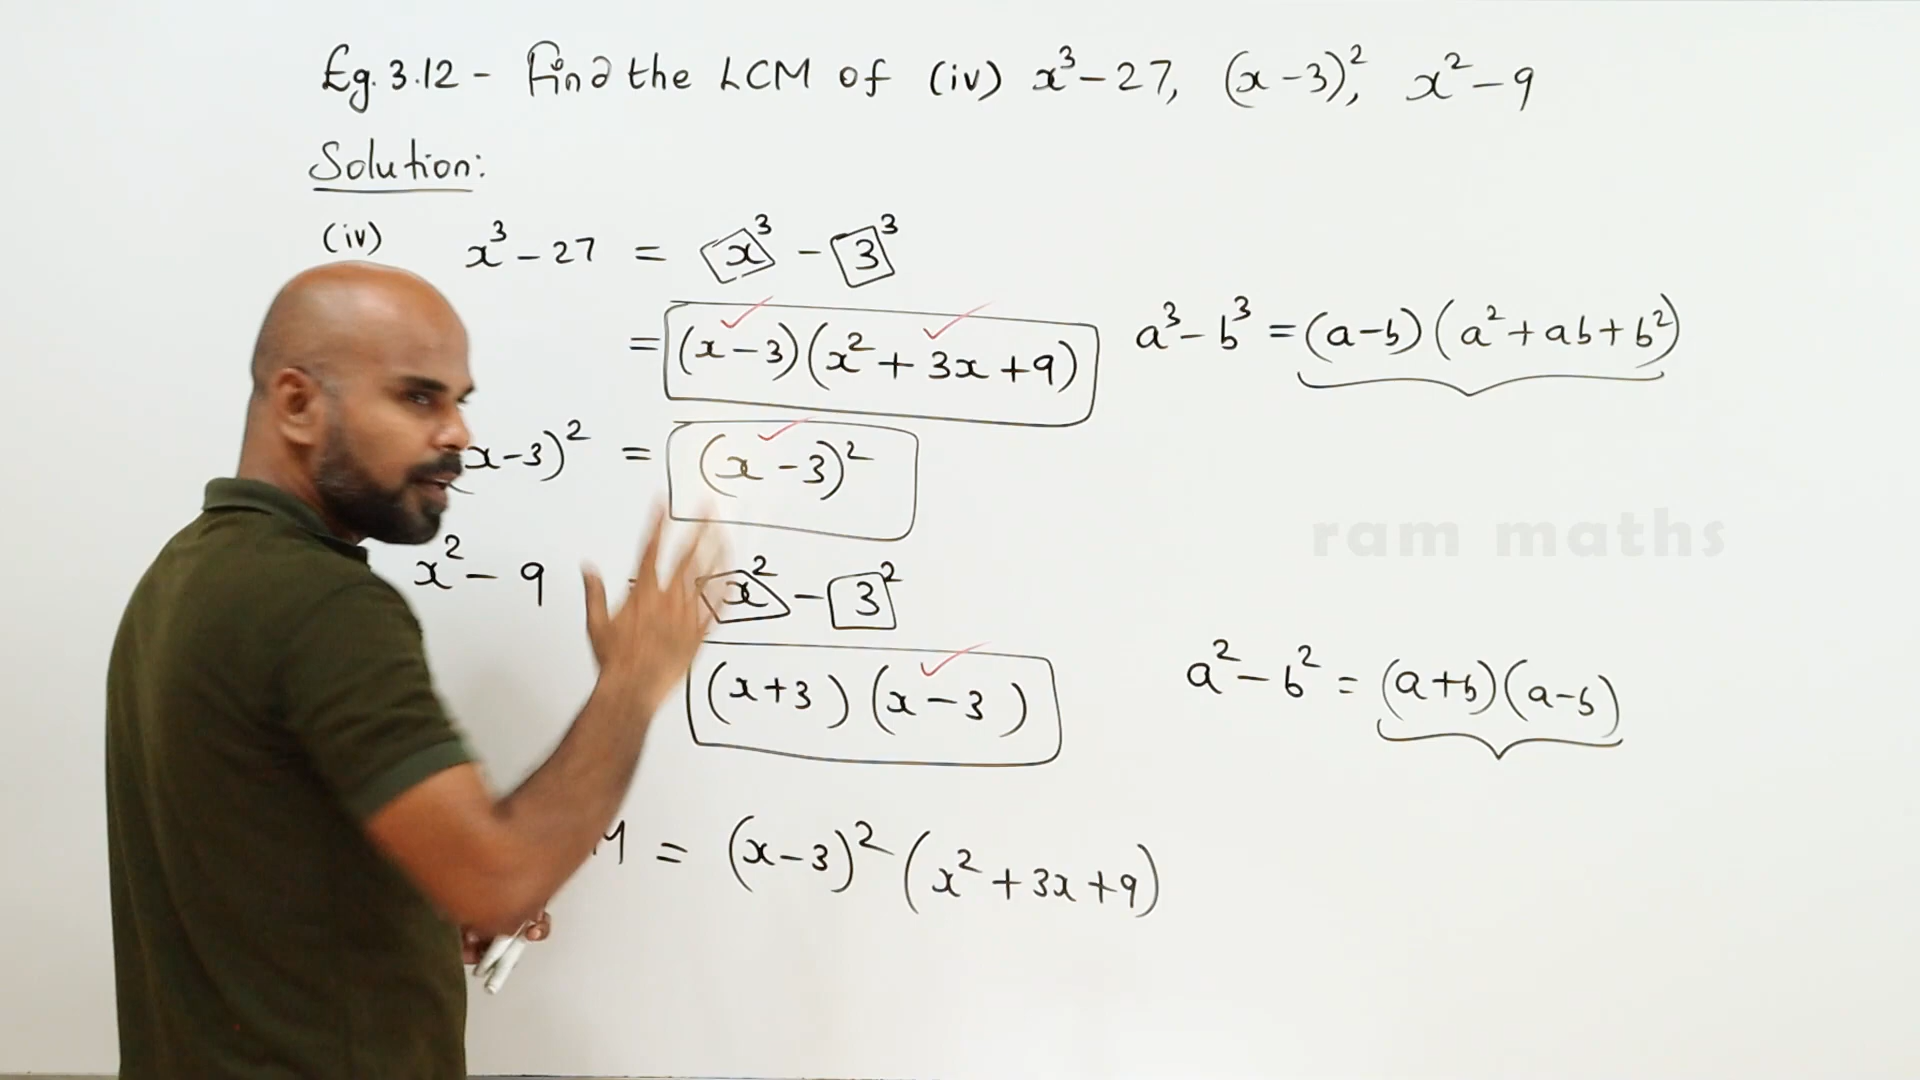 Eg. 3.12 - Find the LCM of (iv) x³-27, (x-3)², x²-9
Solution:
(iv) x³-27 = x³ - 3³
= (x-3)(x²+3x+9) a³-b³ = (a-b)(a²+ab+b²)
x-3)² = (x-3)²
x²-9 x²-3²
(x+3)(x-3) a²-b² = (a+b)(a-b)
M = (x-3)² (x²+3x+9)
ram maths